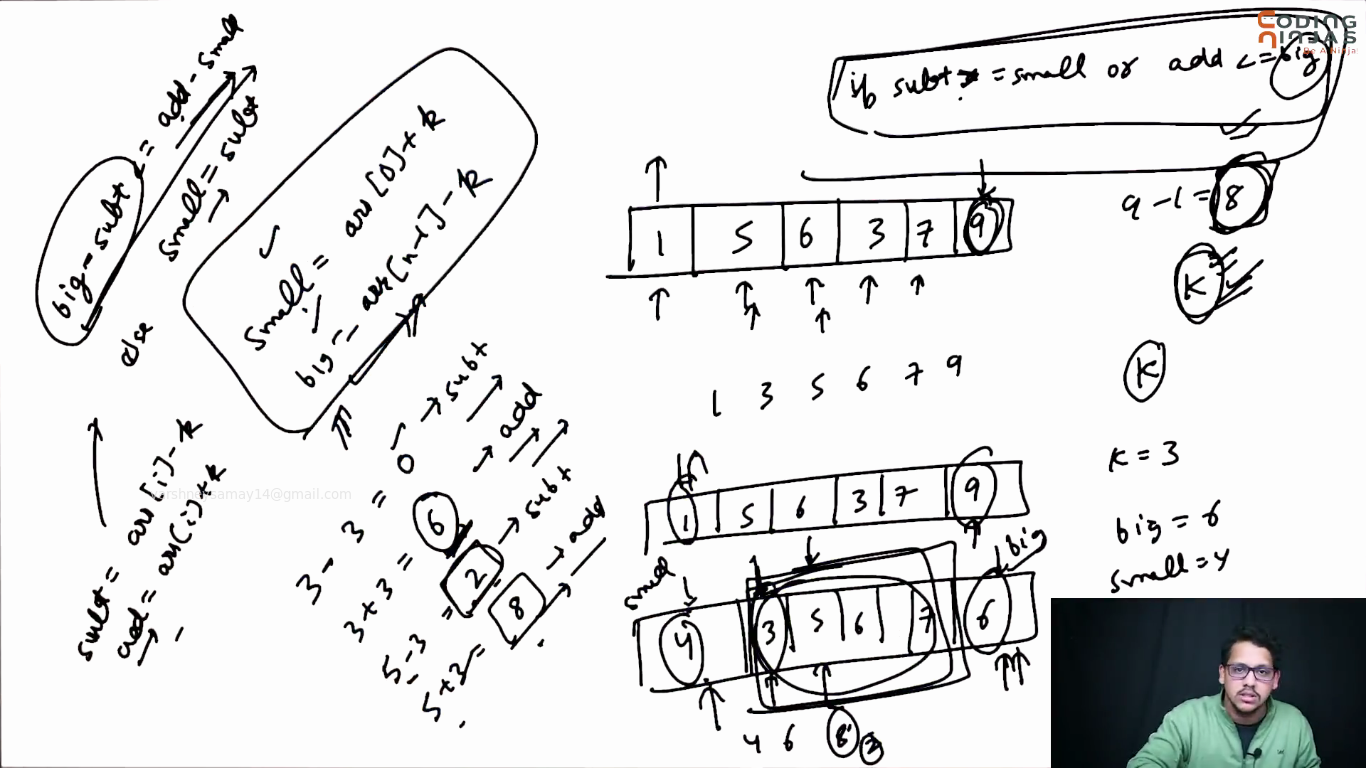 CODING
NINJAS
Be A Ninja
if subt >= small or add <= big
1 5 6 3 7 9
9 - 1 = 8
K
1 3 5 6 7 9
K
K = 3
big = 6
small = 4
1 5 6 3 7 9
small
big
4 3 5 6 7 6
4 6 8 2
big - subt <= add - small
small = subt
else
small = arr[0] + k
big = arr[n-1] - k
subt = arr[i] - k
add = arr[i] + k
3 - 3 = 0 → subt
3 + 3 = 6 → add
5 - 3 = 2 → subt
5 + 3 = 8 → add
varshneysamay14@gmail.com